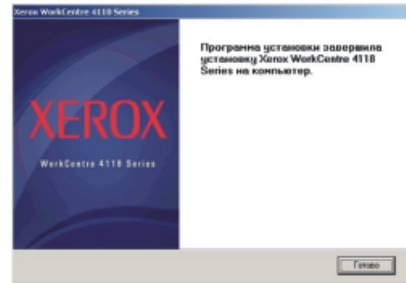 Xerox WorkCentre 4118 Series
Программа установки завершила
установку Xerox WorkCentre 4118
Series на компьютер.
XEROX
WorkCentre 4118 Series
Готово